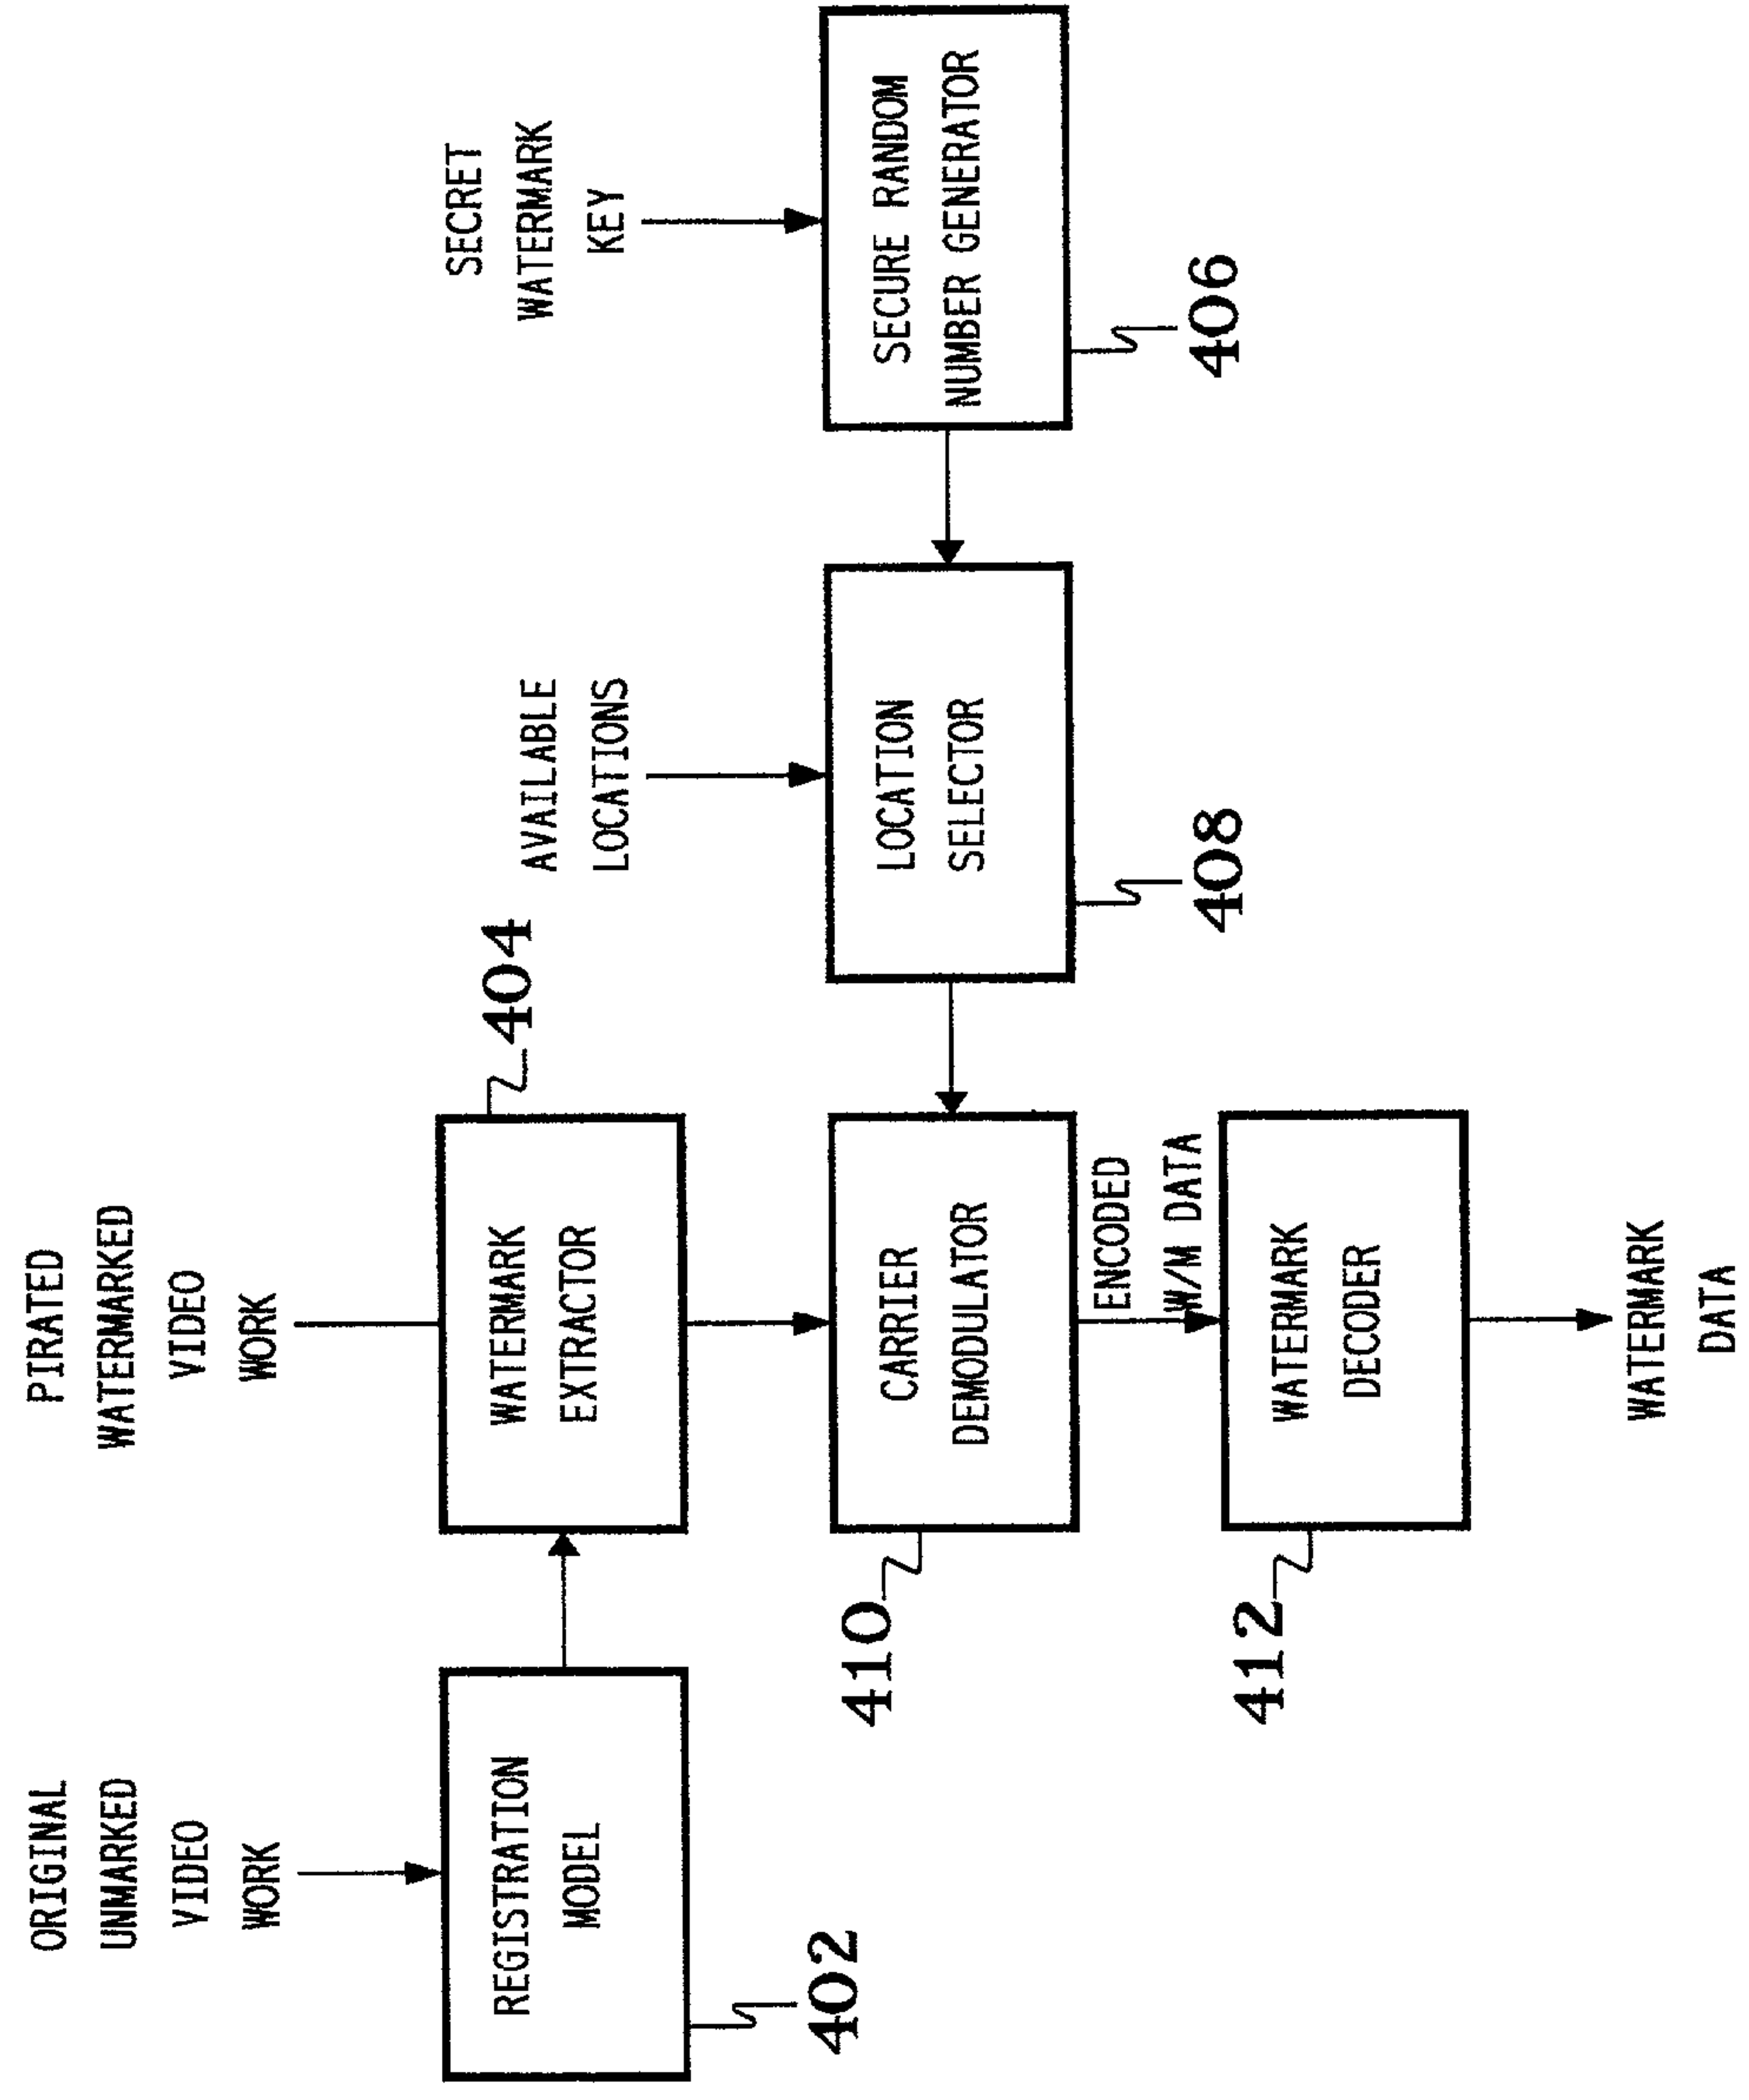 ORIGINAL
UNMARKED
VIDEO
WORK
PIRATED
WATERMARKED
VIDEO
WORK
REGISTRATION
MODEL
402
WATERMARK
EXTRACTOR
404
AVAILABLE
LOCATIONS
SECRET
WATERMARK
KEY
410
CARRIER
DEMODULATOR
LOCATION
SELECTOR
408
SECURE RANDOM
NUMBER GENERATOR
406
ENCODED
W/M DATA
412
WATERMARK
DECODER
WATERMARK
DATA